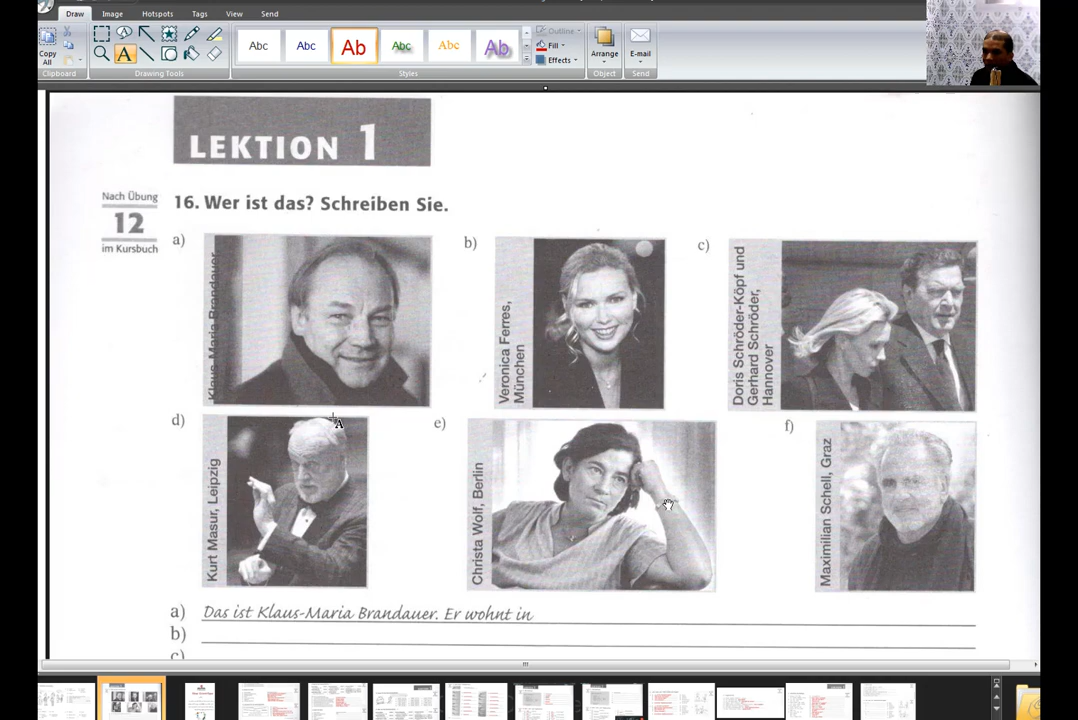 Draw Image Hotspots Tags View Send
Copy All
Abc Abc Ab Abc Abc Ab
Outline
Fill
Effects
Arrange
E-mail
Clipboard Drawing Tools Styles Object Send
LEKTION 1
Nach Übung
12
im Kursbuch
16. Wer ist das? Schreiben Sie.
a)
Klaus-Maria Brandauer
b)
Veronica Ferres,
München
c)
Doris Schröder-Köpf und
Gerhard Schröder,
Hannover
d)
Kurt Masur, Leipzig
e)
Christa Wolf, Berlin
f)
Maximilian Schell, Graz
a) Das ist Klaus-Maria Brandauer. Er wohnt in
b)
c)